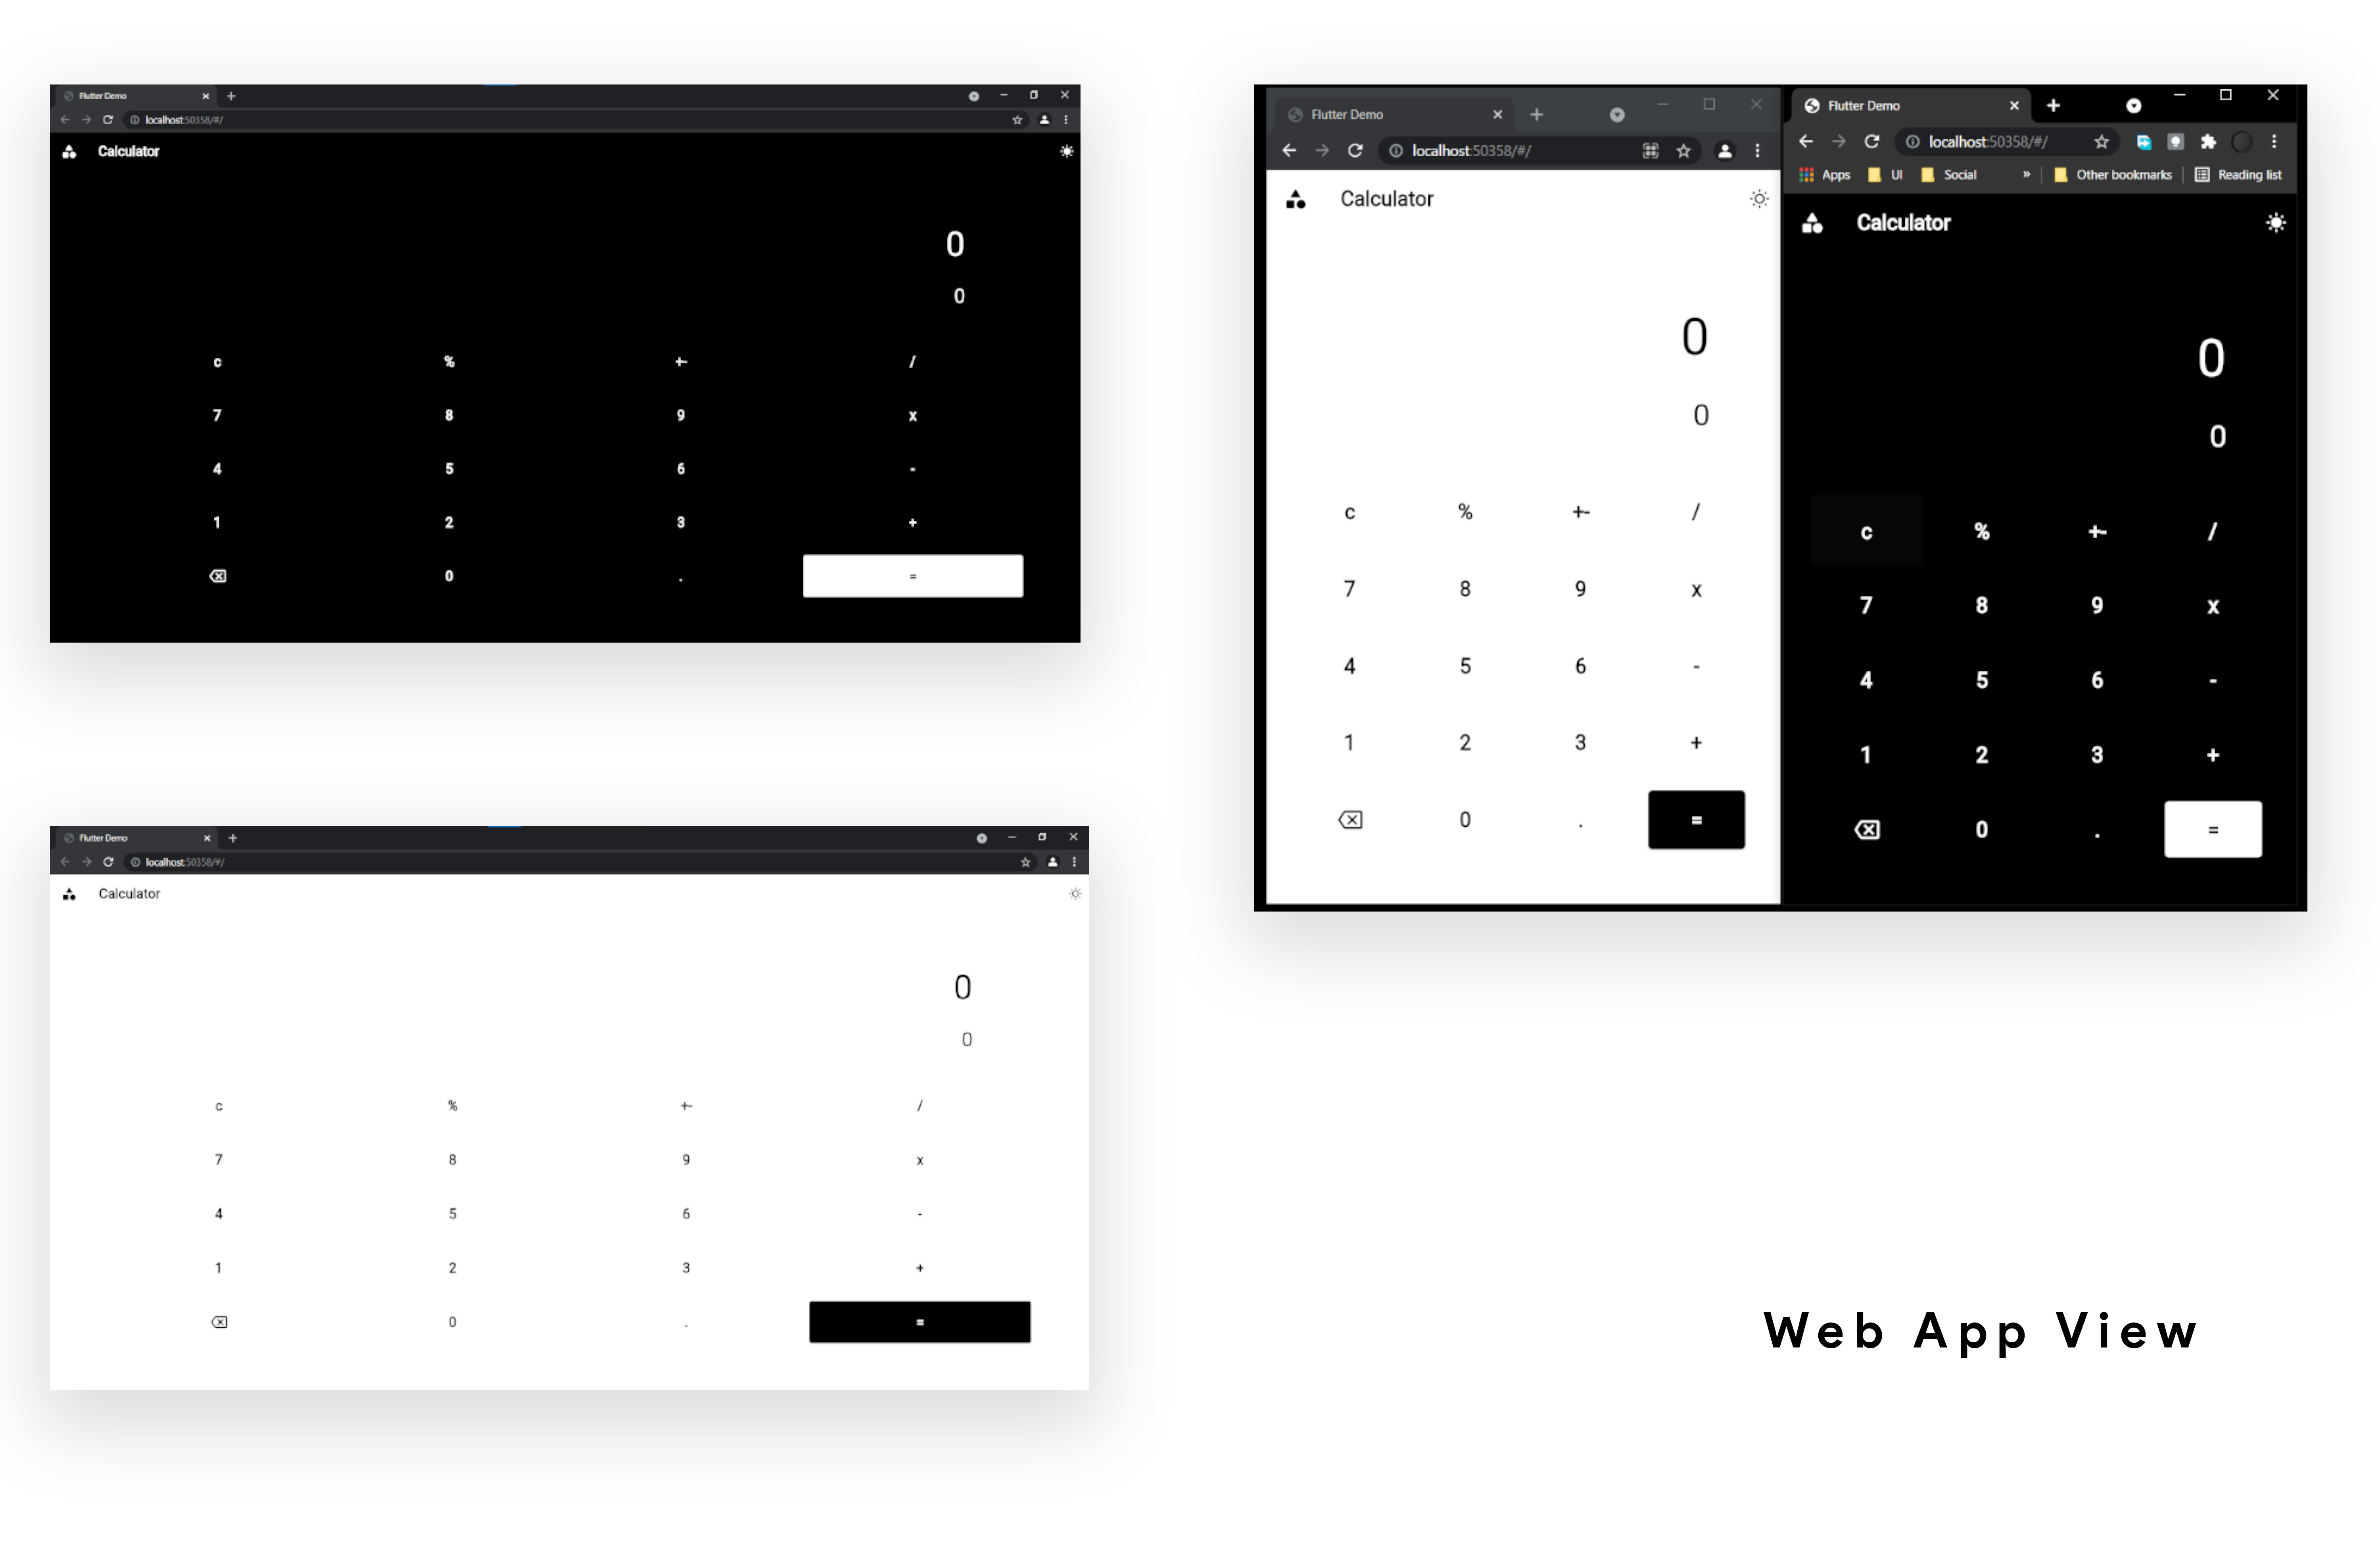 Flutter Demo
localhost:50358/#/
Calculator
0
0
c % +- /
7 8 9 x
4 5 6 -
1 2 3 +
0 . =
Flutter Demo
localhost:50358/#/
Calculator
0
0
c % +- /
7 8 9 x
4 5 6 -
1 2 3 +
0 . =
Flutter Demo
localhost:50358/#/
Calculator
0
0
c % +- /
7 8 9 x
4 5 6 -
1 2 3 +
0 . =
Flutter Demo
localhost:50358/#/
Apps UI Social » Other bookmarks Reading list
Calculator
0
0
c % +- /
7 8 9 x
4 5 6 -
1 2 3 +
0 . =
Web App View